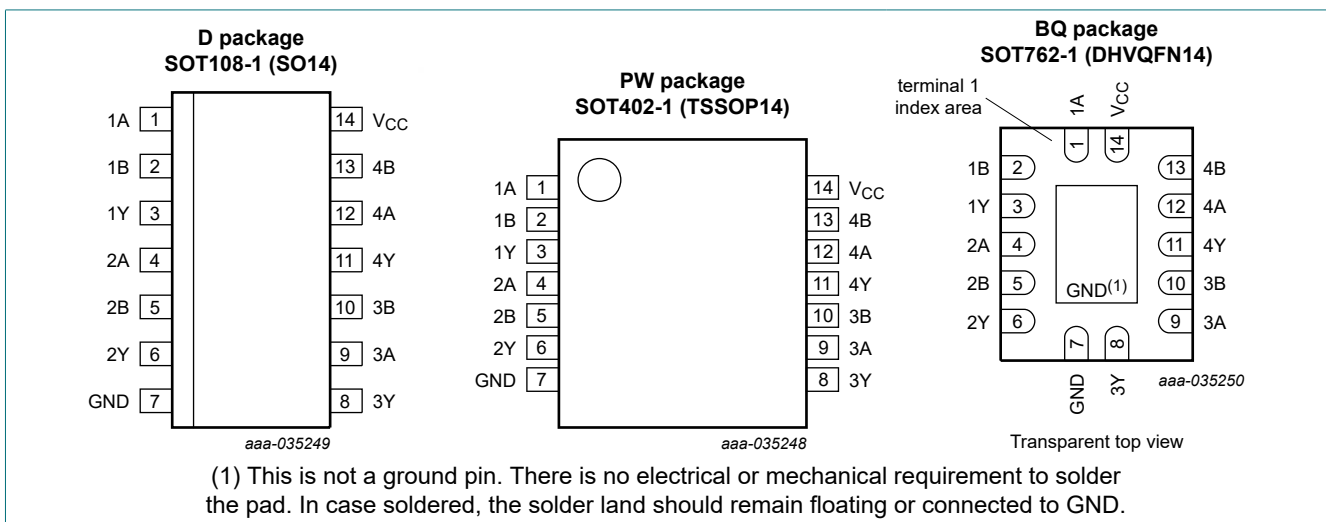 D package
SOT108-1 (SO14)
1A 1 14 VCC
1B 2 13 4B
1Y 3 12 4A
2A 4 11 4Y
2B 5 10 3B
2Y 6 9 3A
GND 7 8 3Y
aaa-035249
PW package
SOT402-1 (TSSOP14)
1A 1 14 VCC
1B 2 13 4B
1Y 3 12 4A
2A 4 11 4Y
2B 5 10 3B
2Y 6 9 3A
GND 7 8 3Y
aaa-035248
BQ package
SOT762-1 (DHVQFN14)
terminal 1
index area
1A VCC
1 14
1B 2 13 4B
1Y 3 12 4A
2A 4 11 4Y
2B 5 GND(1) 10 3B
2Y 6 9 3A
7 8
GND 3Y
aaa-035250
Transparent top view
(1) This is not a ground pin. There is no electrical or mechanical requirement to solder
the pad. In case soldered, the solder land should remain floating or connected to GND.